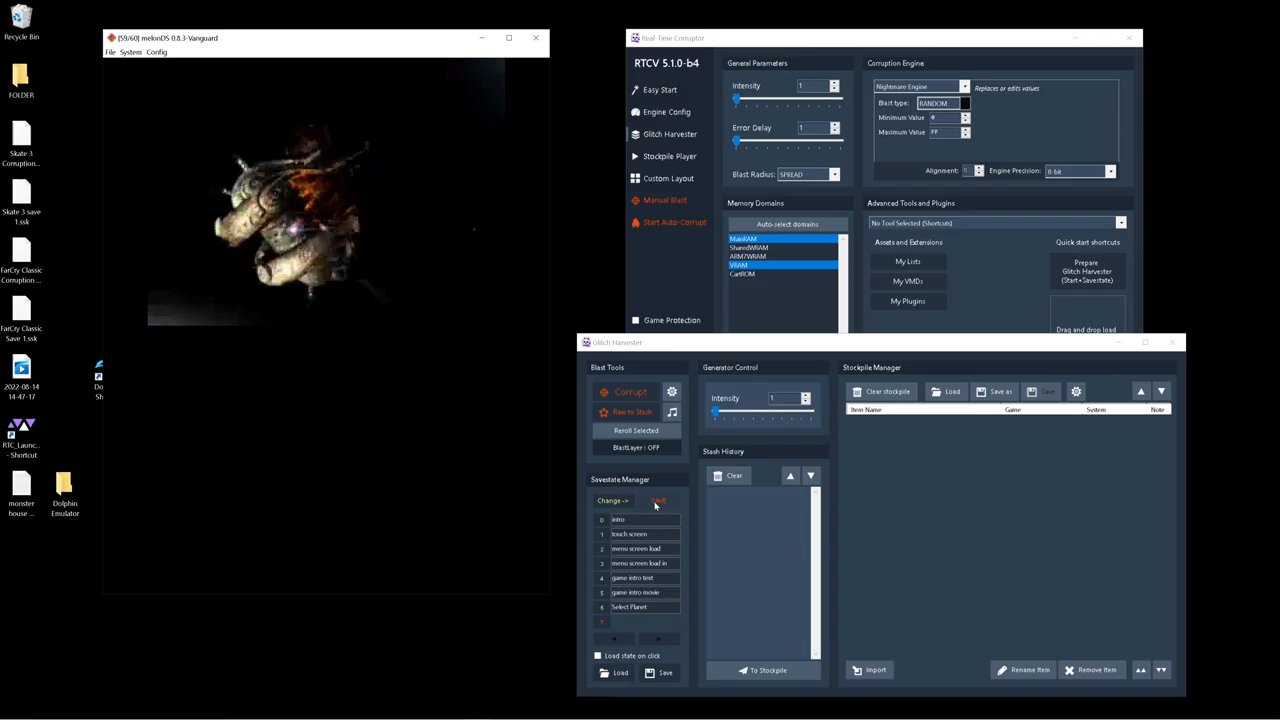 Recycle Bin
FOLDER
Skate 3
Corruption...
Skate 3 save
1.ssk
FarCry Classic
Corruption ...
FarCry Classic
Save 1.ssk
2022-08-14
14-47-17
Do
Sh
RTC_Launc...
- Shortcut
monster
house ...
Dolphin
Emulator
[59/60] melonDS 0.8.3-Vanguard
File System Config
Real-Time Corruptor
RTCV 5.1.0-b4
Easy Start
Engine Config
Glitch Harvester
Stockpile Player
Custom Layout
Manual Blast
Start Auto-Corrupt
Game Protection
General Parameters
Intensity 1
Error Delay 1
Blast Radius: SPREAD
Memory Domains
Auto-select domains
MainRAM
SharedWRAM
ARM7WRAM
VRAM
CartROM
Corruption Engine
Nightmare Engine Replaces or edits values
Blast type: RANDOM
Minimum Value 0
Maximum Value FF
Alignment: 0 Engine Precision: 8-bit
Advanced Tools and Plugins
No Tool Selected (Shortcuts)
Assets and Extensions
My Lists
My VMDs
My Plugins
Quick start shortcuts
Prepare
Glitch Harvester
(Start+Savestate)
Drag and drop load
Glitch Harvester
Blast Tools
Corrupt
Raw to Stash
Reroll Selected
BlastLayer : OFF
Savestate Manager
Change -> SAVE
0 intro
1 touch screen
2 menu screen load
3 menu screen load in
4 game intro text
5 game intro movie
6 Select Planet
7
Load state on click
Load Save
Generator Control
Intensity 1
Stash History
Clear
To Stockpile
Stockpile Manager
Clear stockpile Load Save as Save
Item Name Game System Note
Import Rename Item Remove Item